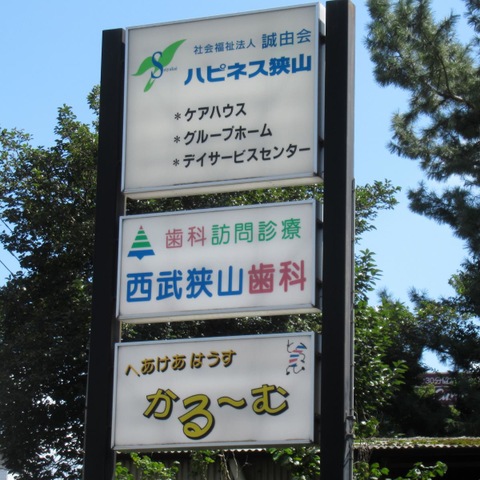 社会福祉法人 誠由会
ハピネス狭山
＊ケアハウス
＊グループホーム
＊デイサービスセンター
歯科訪問診療
西武狭山歯科
へあけあはうす
かる～む